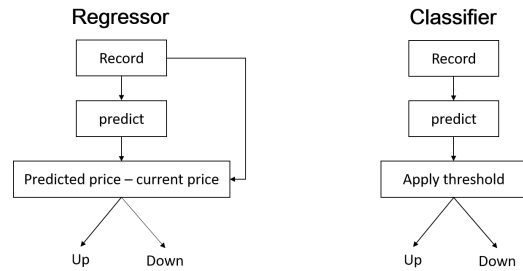 Regressor
Record
predict
Predicted price – current price
Up Down
Classifier
Record
predict
Apply threshold
Up Down